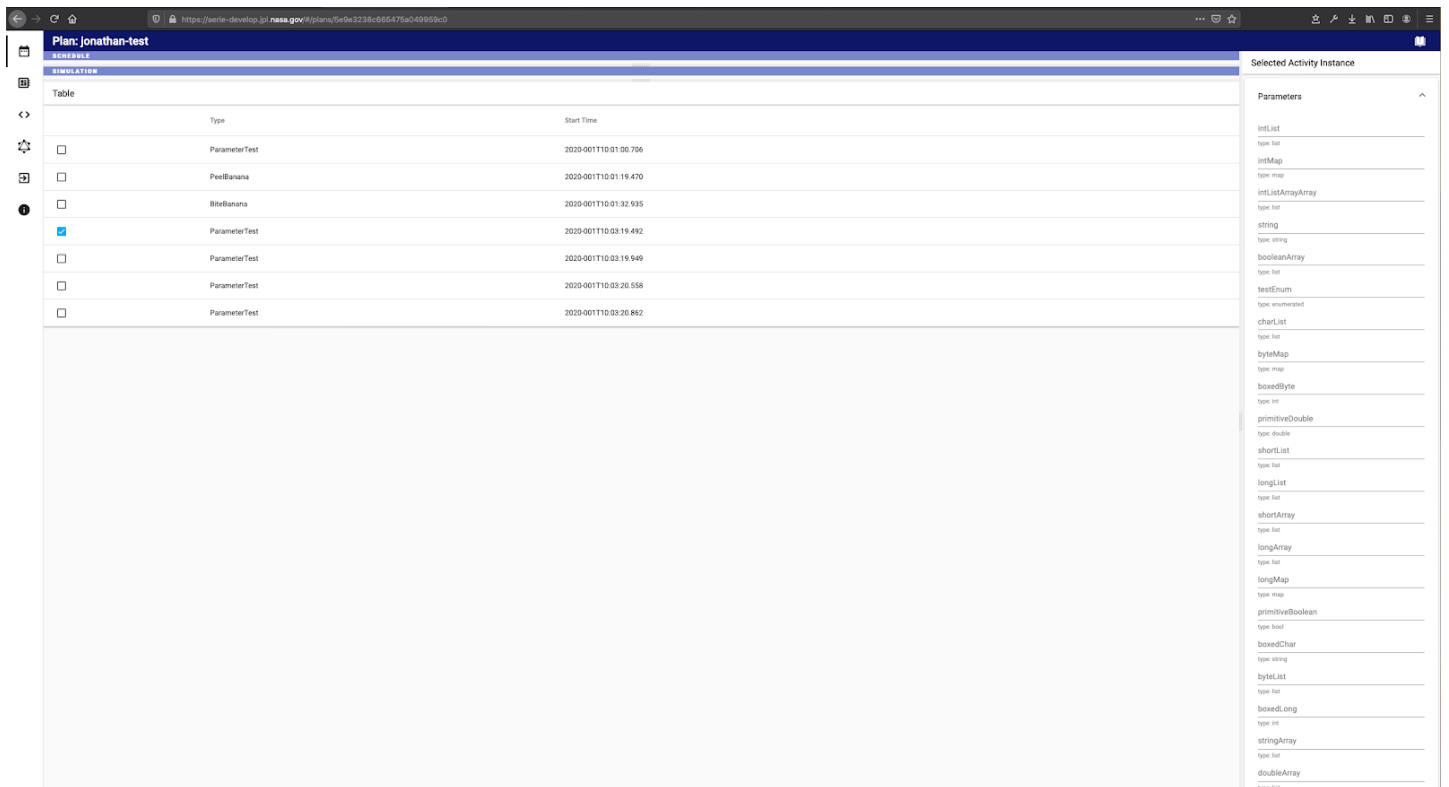 https://aerie-develop.jpl.nasa.gov/#/plans/5e9e3238c665475a049959c0
Plan: jonathan-test
SCHEDULE
SIMULATION
Table
Type Start Time
ParameterTest 2020-001T10:01:00.706
PeelBanana 2020-001T10:01:19.470
BiteBanana 2020-001T10:01:32.935
ParameterTest 2020-001T10:03:19.492
ParameterTest 2020-001T10:03:19.949
ParameterTest 2020-001T10:03:20.558
ParameterTest 2020-001T10:03:20.862
Selected Activity Instance
Parameters
intList
type: list
intMap
type: map
intListArrayArray
type: list
string
type: string
booleanArray
type: list
testEnum
type: enumerated
charList
type: list
byteMap
type: map
boxedByte
type: int
primitiveDouble
type: double
shortList
type: list
longList
type: list
shortArray
type: list
longArray
type: list
longMap
type: map
primitiveBoolean
type: bool
boxedChar
type: string
byteList
type: list
boxedLong
type: int
stringArray
type: list
doubleArray